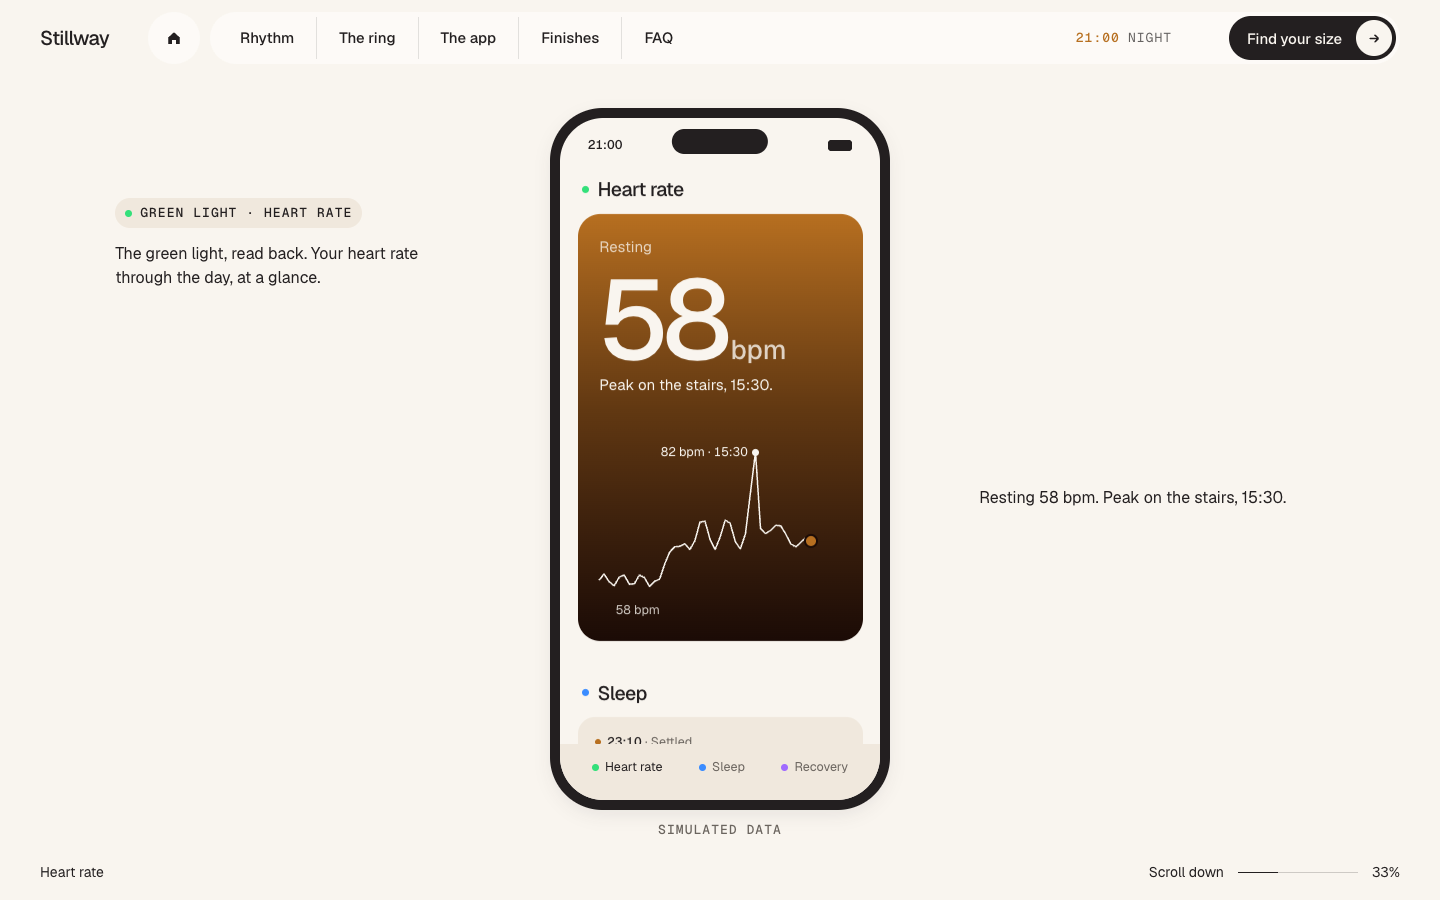 Stillway
Rhythm
The ring
The app
Finishes
FAQ
21:00 NIGHT
Find your size
21:00
Heart rate
GREEN LIGHT · HEART RATE
The green light, read back. Your heart rate
through the day, at a glance.
Resting
58 bpm
Peak on the stairs, 15:30.
82 bpm · 15:30
58 bpm
Resting 58 bpm. Peak on the stairs, 15:30.
Sleep
23:10 · Settled
Heart rate
Sleep
Recovery
SIMULATED DATA
Heart rate
Scroll down
33%